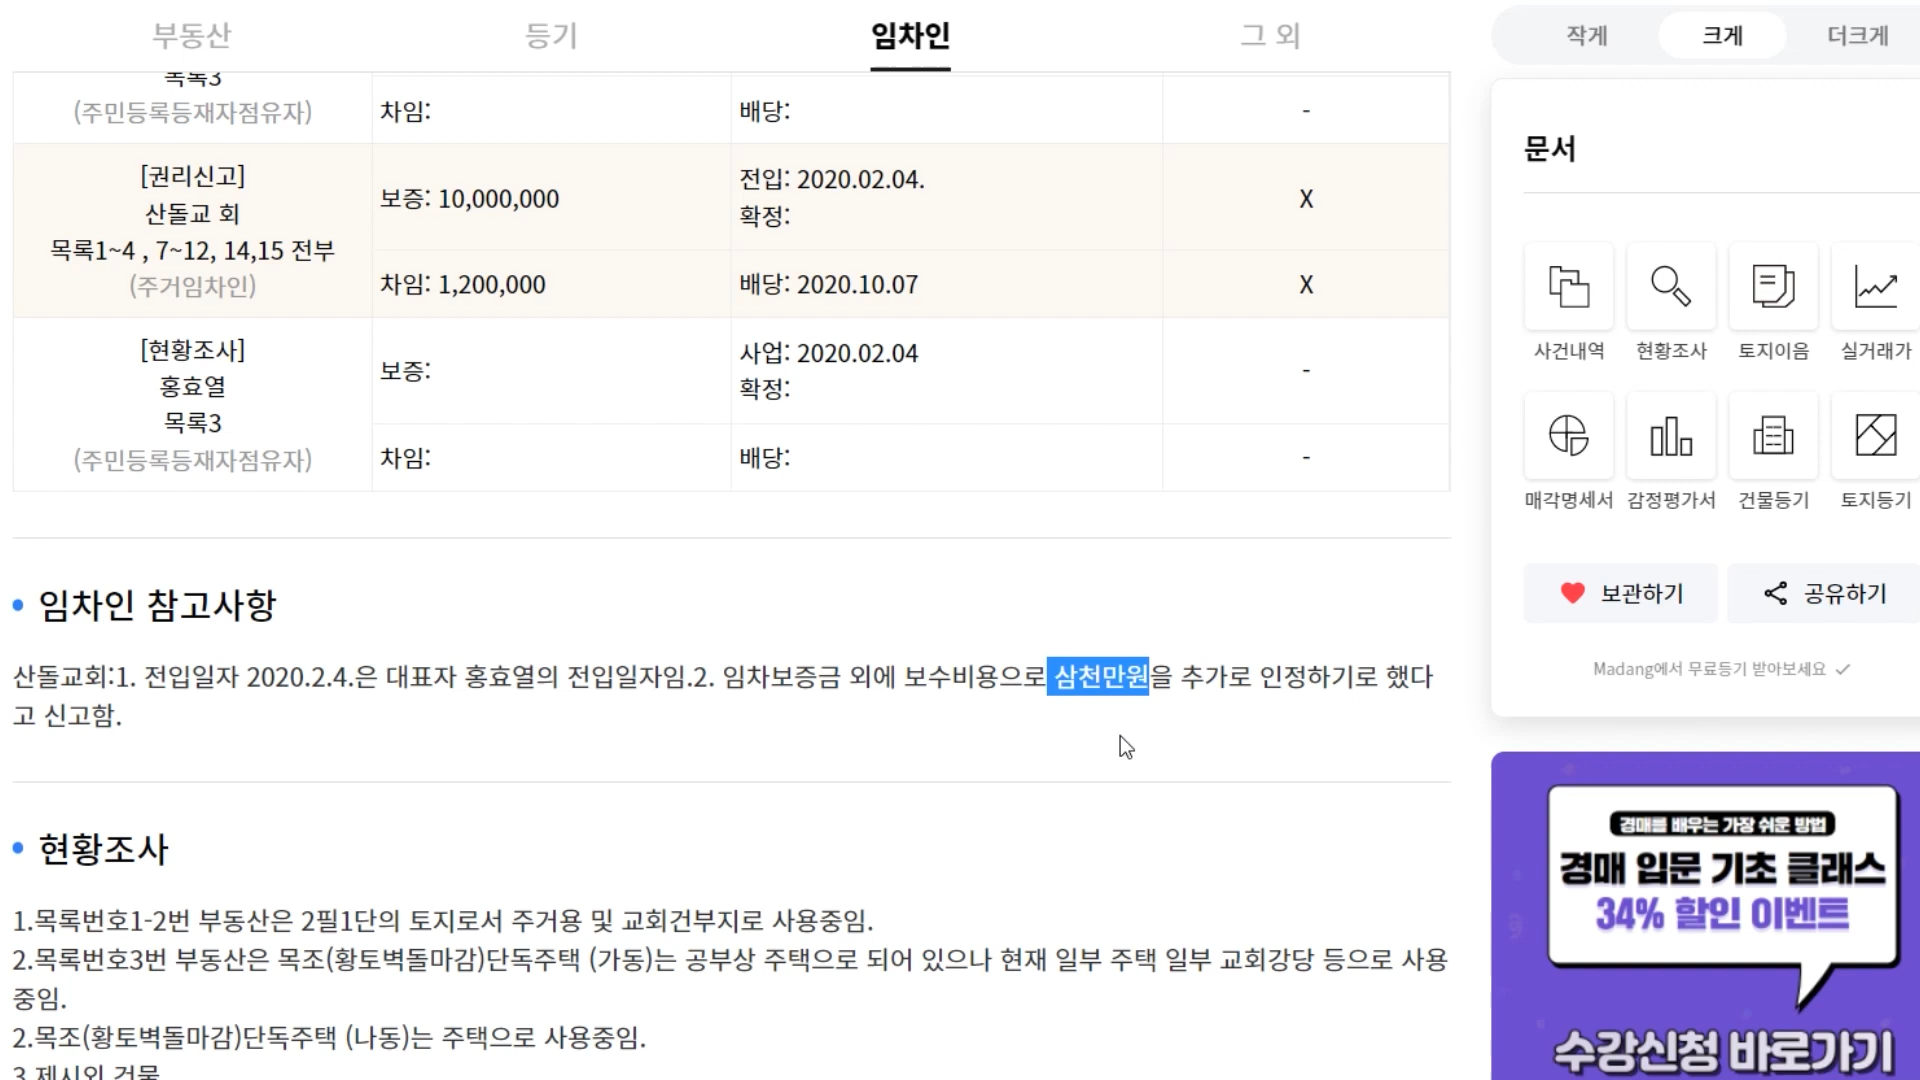 부동산 등기 임차인 그 외
작게 크게 더크게
목록3
(주민등록등재자점유자)
차임:
배당:
-
[권리신고]
산돌교 회
목록1~4 , 7~12, 14,15 전부
(주거임차인)
보증: 10,000,000
전입: 2020.02.04.
확정:
X
차임: 1,200,000
배당: 2020.10.07
X
[현황조사]
홍효열
목록3
(주민등록등재자점유자)
보증:
사업: 2020.02.04
확정:
-
차임:
배당:
-
임차인 참고사항
산돌교회:1. 전입일자 2020.2.4.은 대표자 홍효열의 전입일자임.2. 임차보증금 외에 보수비용으로 삼천만원을 추가로 인정하기로 했다
고 신고함.
현황조사
1.목록번호1-2번 부동산은 2필1단의 토지로서 주거용 및 교회건부지로 사용중임.
2.목록번호3번 부동산은 목조(황토벽돌마감)단독주택 (가동)는 공부상 주택으로 되어 있으나 현재 일부 주택 일부 교회강당 등으로 사용
중임.
2.목조(황토벽돌마감)단독주택 (나동)는 주택으로 사용중임.
3.제시외 건물
문서
사건내역 현황조사 토지이음 실거래가
매각명세서 감정평가서 건물등기 토지등기
보관하기 공유하기
Madang에서 무료등기 받아보세요
경매를 배우는 가장 쉬운 방법
경매 입문 기초 클래스
34% 할인 이벤트
수강신청 바로가기